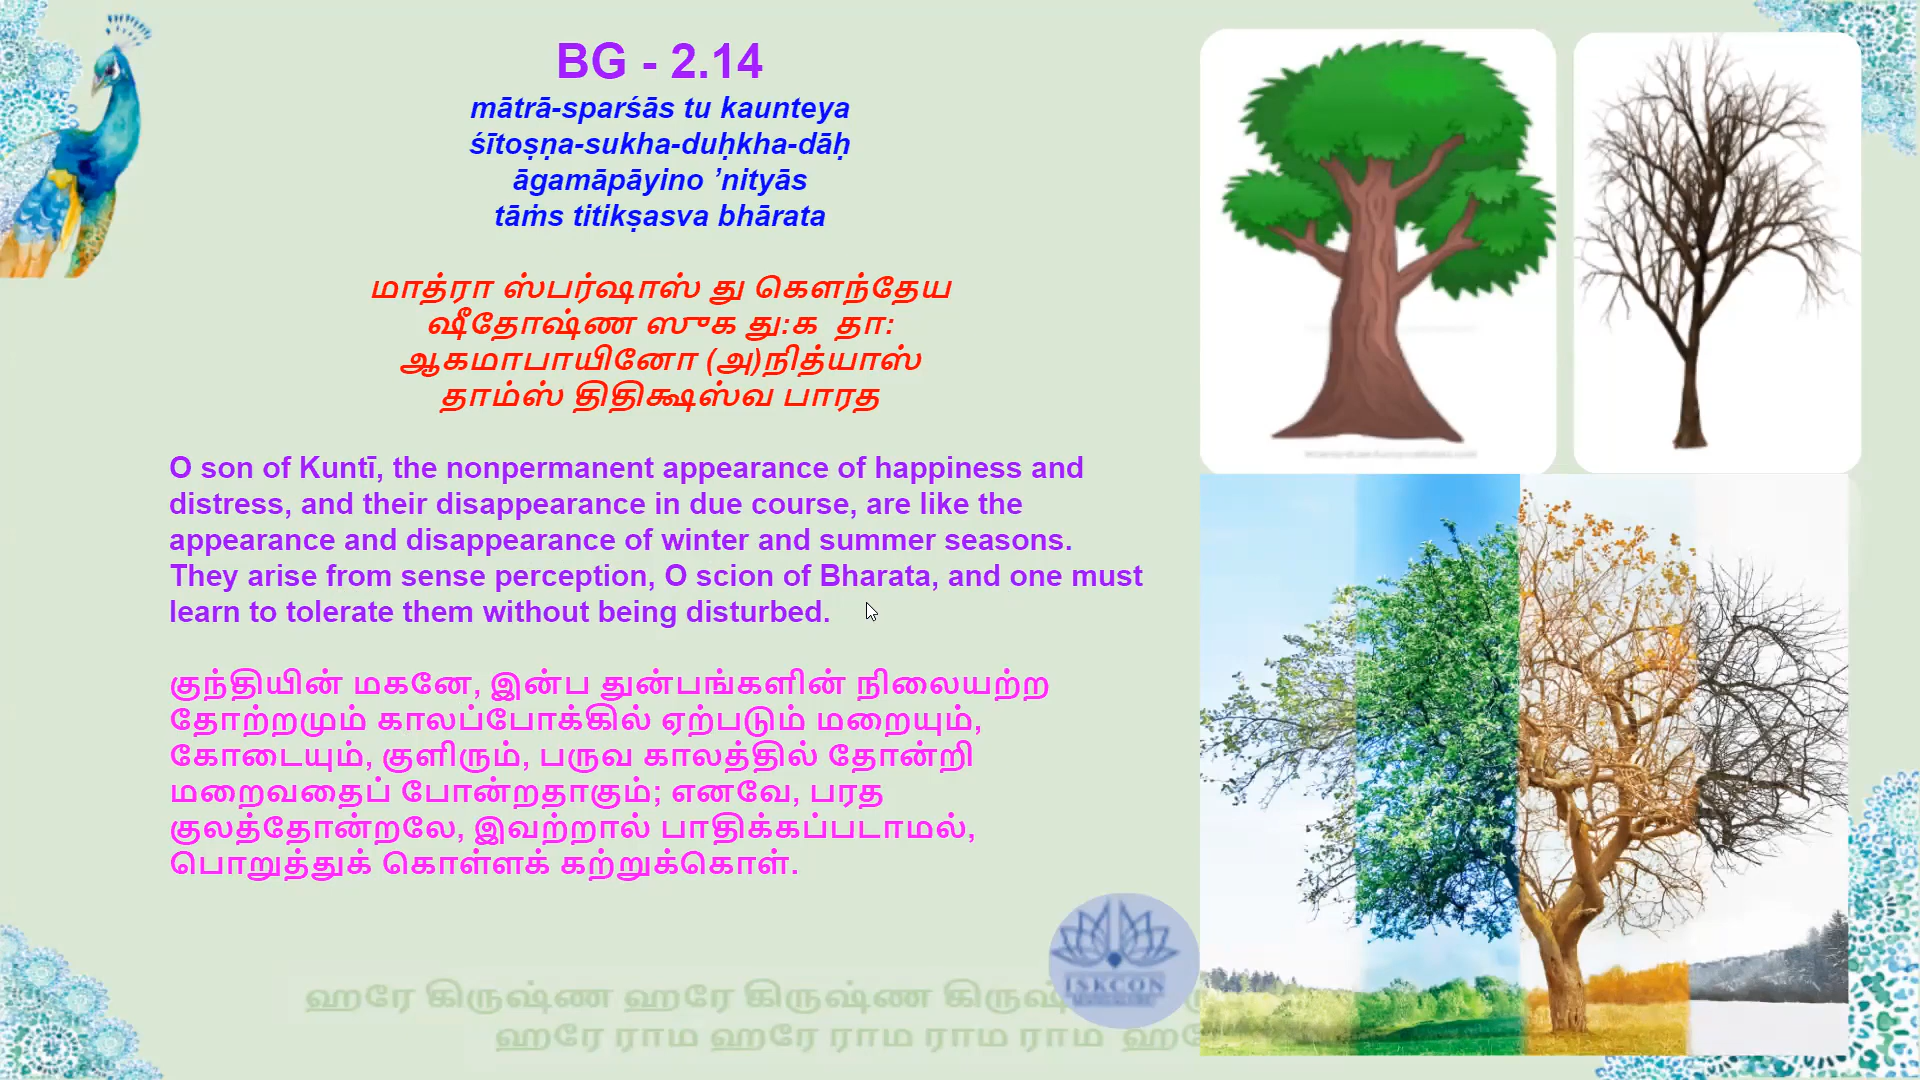 BG - 2.14
mātrā-sparśās tu kaunteya
śītoṣṇa-sukha-duḥkha-dāḥ
āgamāpāyino ’nityās
tāṁs titikṣasva bhārata
மாத்ரா ஸ்பர்ஷாஸ் து கௌந்தேய
ஷீதோஷ்ண ஸுக து:க தா:
ஆகமாபாயினோ (அ)நித்யாஸ்
தாம்ஸ் திதிக்ஷஸ்வ பாரத
O son of Kuntī, the nonpermanent appearance of happiness and
distress, and their disappearance in due course, are like the
appearance and disappearance of winter and summer seasons.
They arise from sense perception, O scion of Bharata, and one must
learn to tolerate them without being disturbed.
குந்தியின் மகனே, இன்ப துன்பங்களின் நிலையற்ற
தோற்றமும் காலப்போக்கில் ஏற்படும் மறையும்,
கோடையும், குளிரும், பருவ காலத்தில் தோன்றி
மறைவதைப் போன்றதாகும்; எனவே, பரத
குலத்தோன்றலே, இவற்றால் பாதிக்கப்படாமல்,
பொறுத்துக் கொள்ளக் கற்றுக்கொள்.
ISKCON
ஹரே கிருஷ்ண ஹரே கிருஷ்ண
ஹரே ராம ஹரே ராம ராம ராம